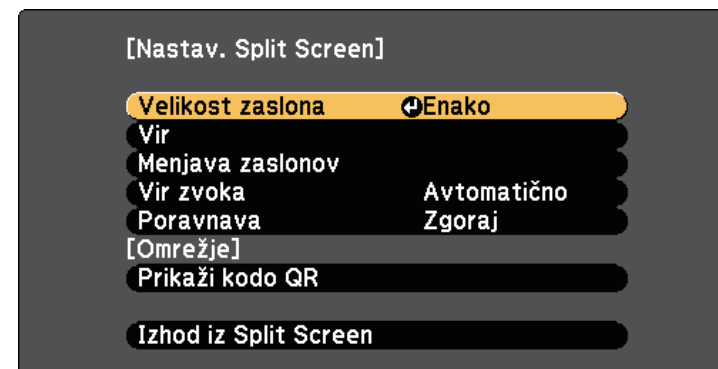 [Nastav. Split Screen]
Velikost zaslona Enako
Vir
Menjava zaslonov
Vir zvoka Avtomatično
Poravnava Zgoraj
[Omrežje]
Prikaži kodo QR
Izhod iz Split Screen